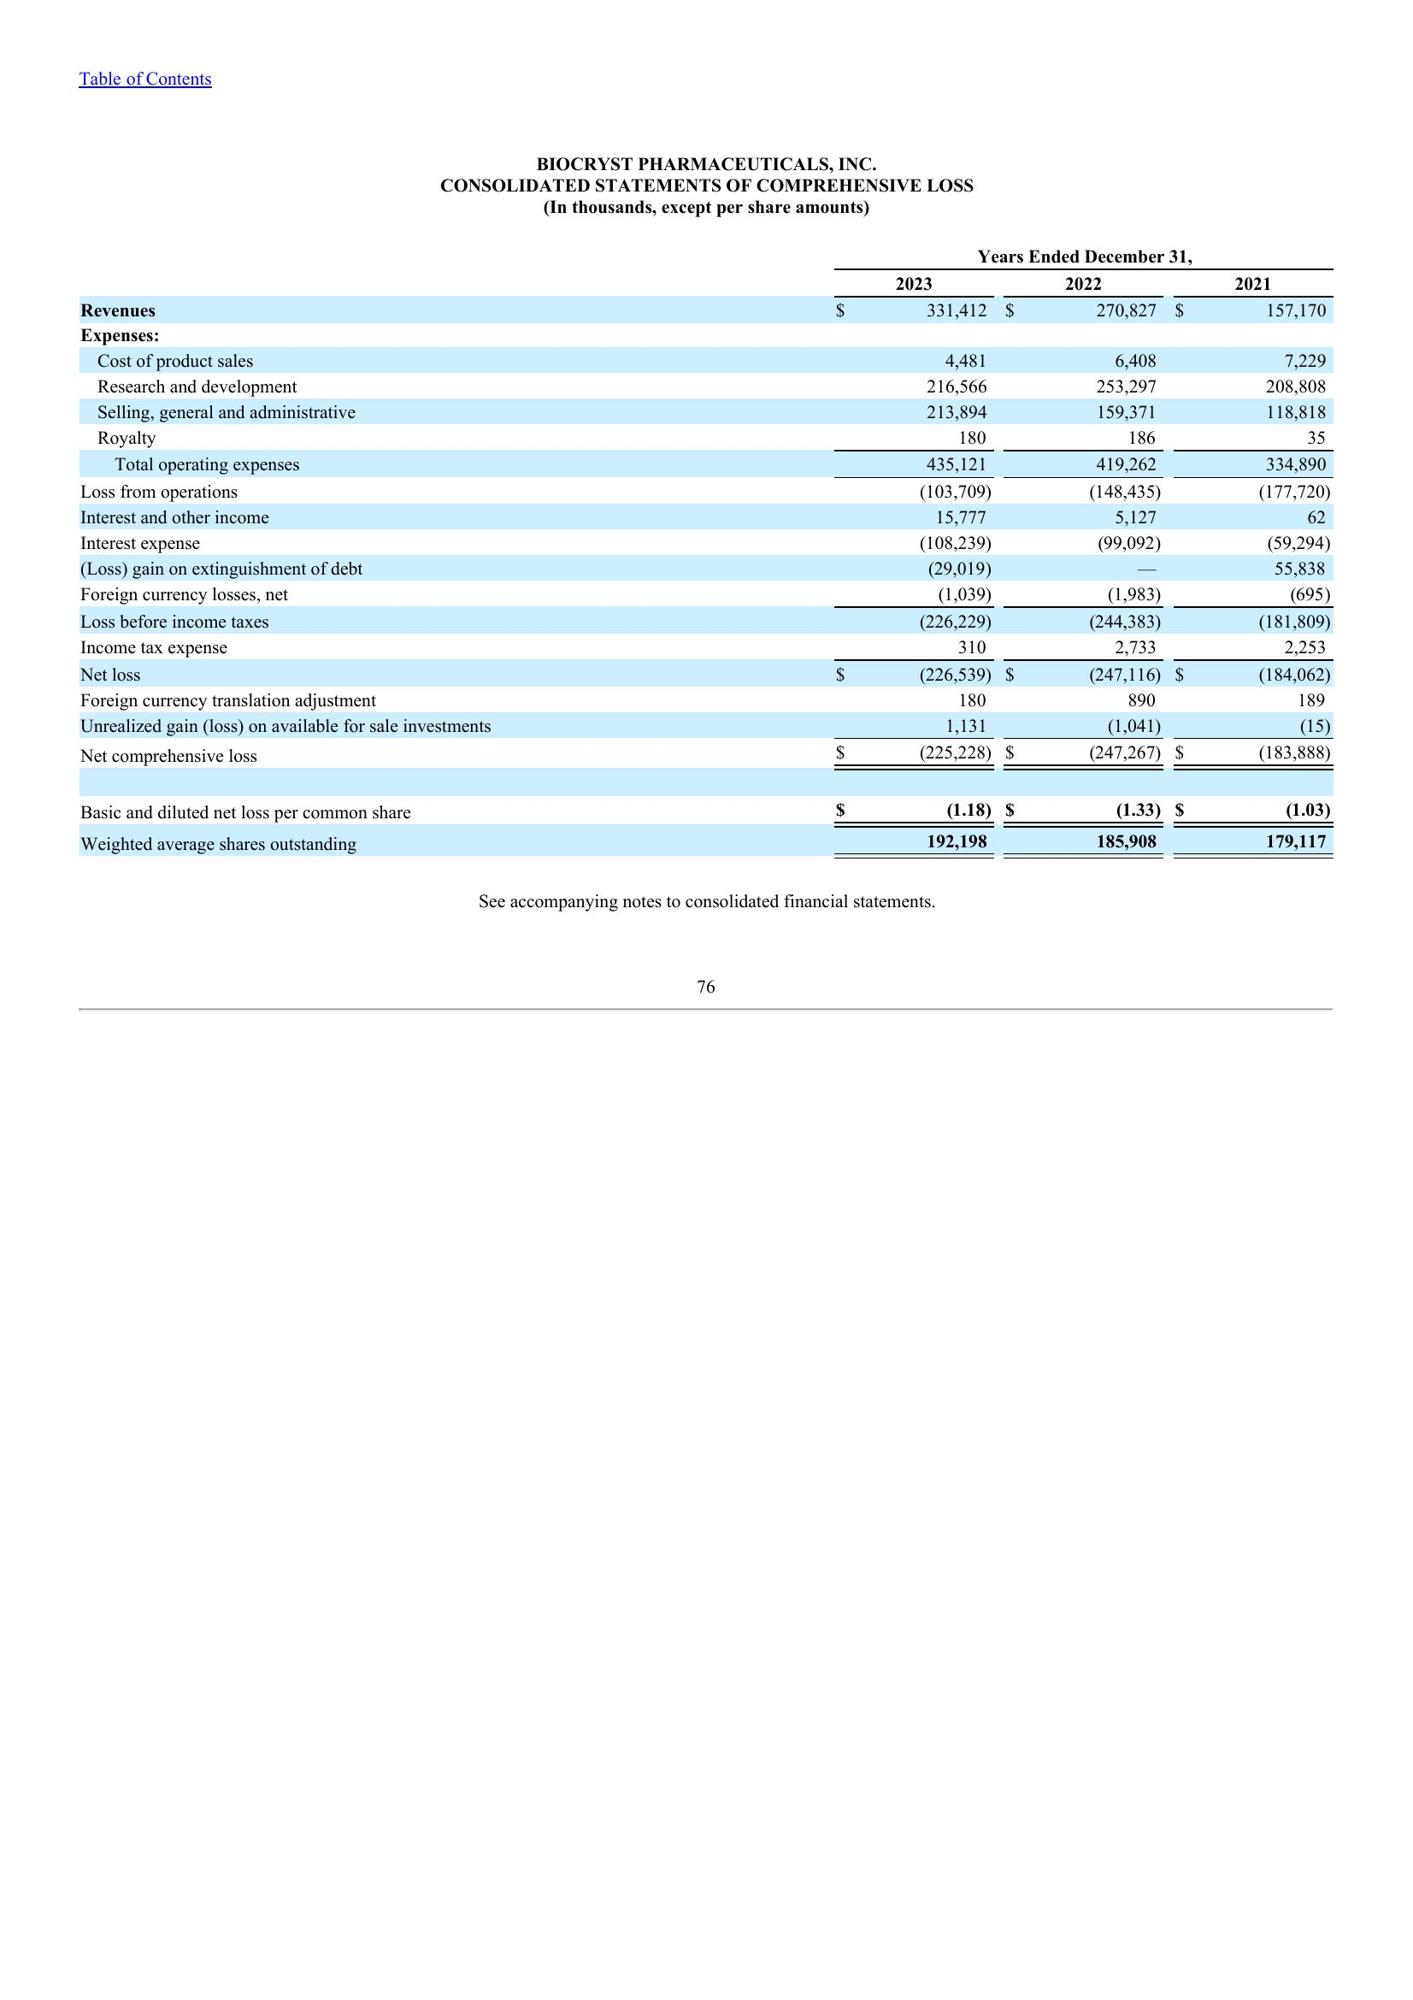 Table of Contents
BIOCRYST PHARMACEUTICALS, INC.
CONSOLIDATED STATEMENTS OF COMPREHENSIVE LOSS
(In thousands, except per share amounts)
Years Ended December 31,
2023 2022 2021
Revenues $ 331,412 $ 270,827 $ 157,170
Expenses:
Cost of product sales 4,481 6,408 7,229
Research and development 216,566 253,297 208,808
Selling, general and administrative 213,894 159,371 118,818
Royalty 180 186 35
Total operating expenses 435,121 419,262 334,890
Loss from operations (103,709) (148,435) (177,720)
Interest and other income 15,777 5,127 62
Interest expense (108,239) (99,092) (59,294)
(Loss) gain on extinguishment of debt (29,019) — 55,838
Foreign currency losses, net (1,039) (1,983) (695)
Loss before income taxes (226,229) (244,383) (181,809)
Income tax expense 310 2,733 2,253
Net loss $ (226,539) $ (247,116) $ (184,062)
Foreign currency translation adjustment 180 890 189
Unrealized gain (loss) on available for sale investments 1,131 (1,041) (15)
Net comprehensive loss $ (225,228) $ (247,267) $ (183,888)
Basic and diluted net loss per common share $ (1.18) $ (1.33) $ (1.03)
Weighted average shares outstanding 192,198 185,908 179,117
See accompanying notes to consolidated financial statements.
76